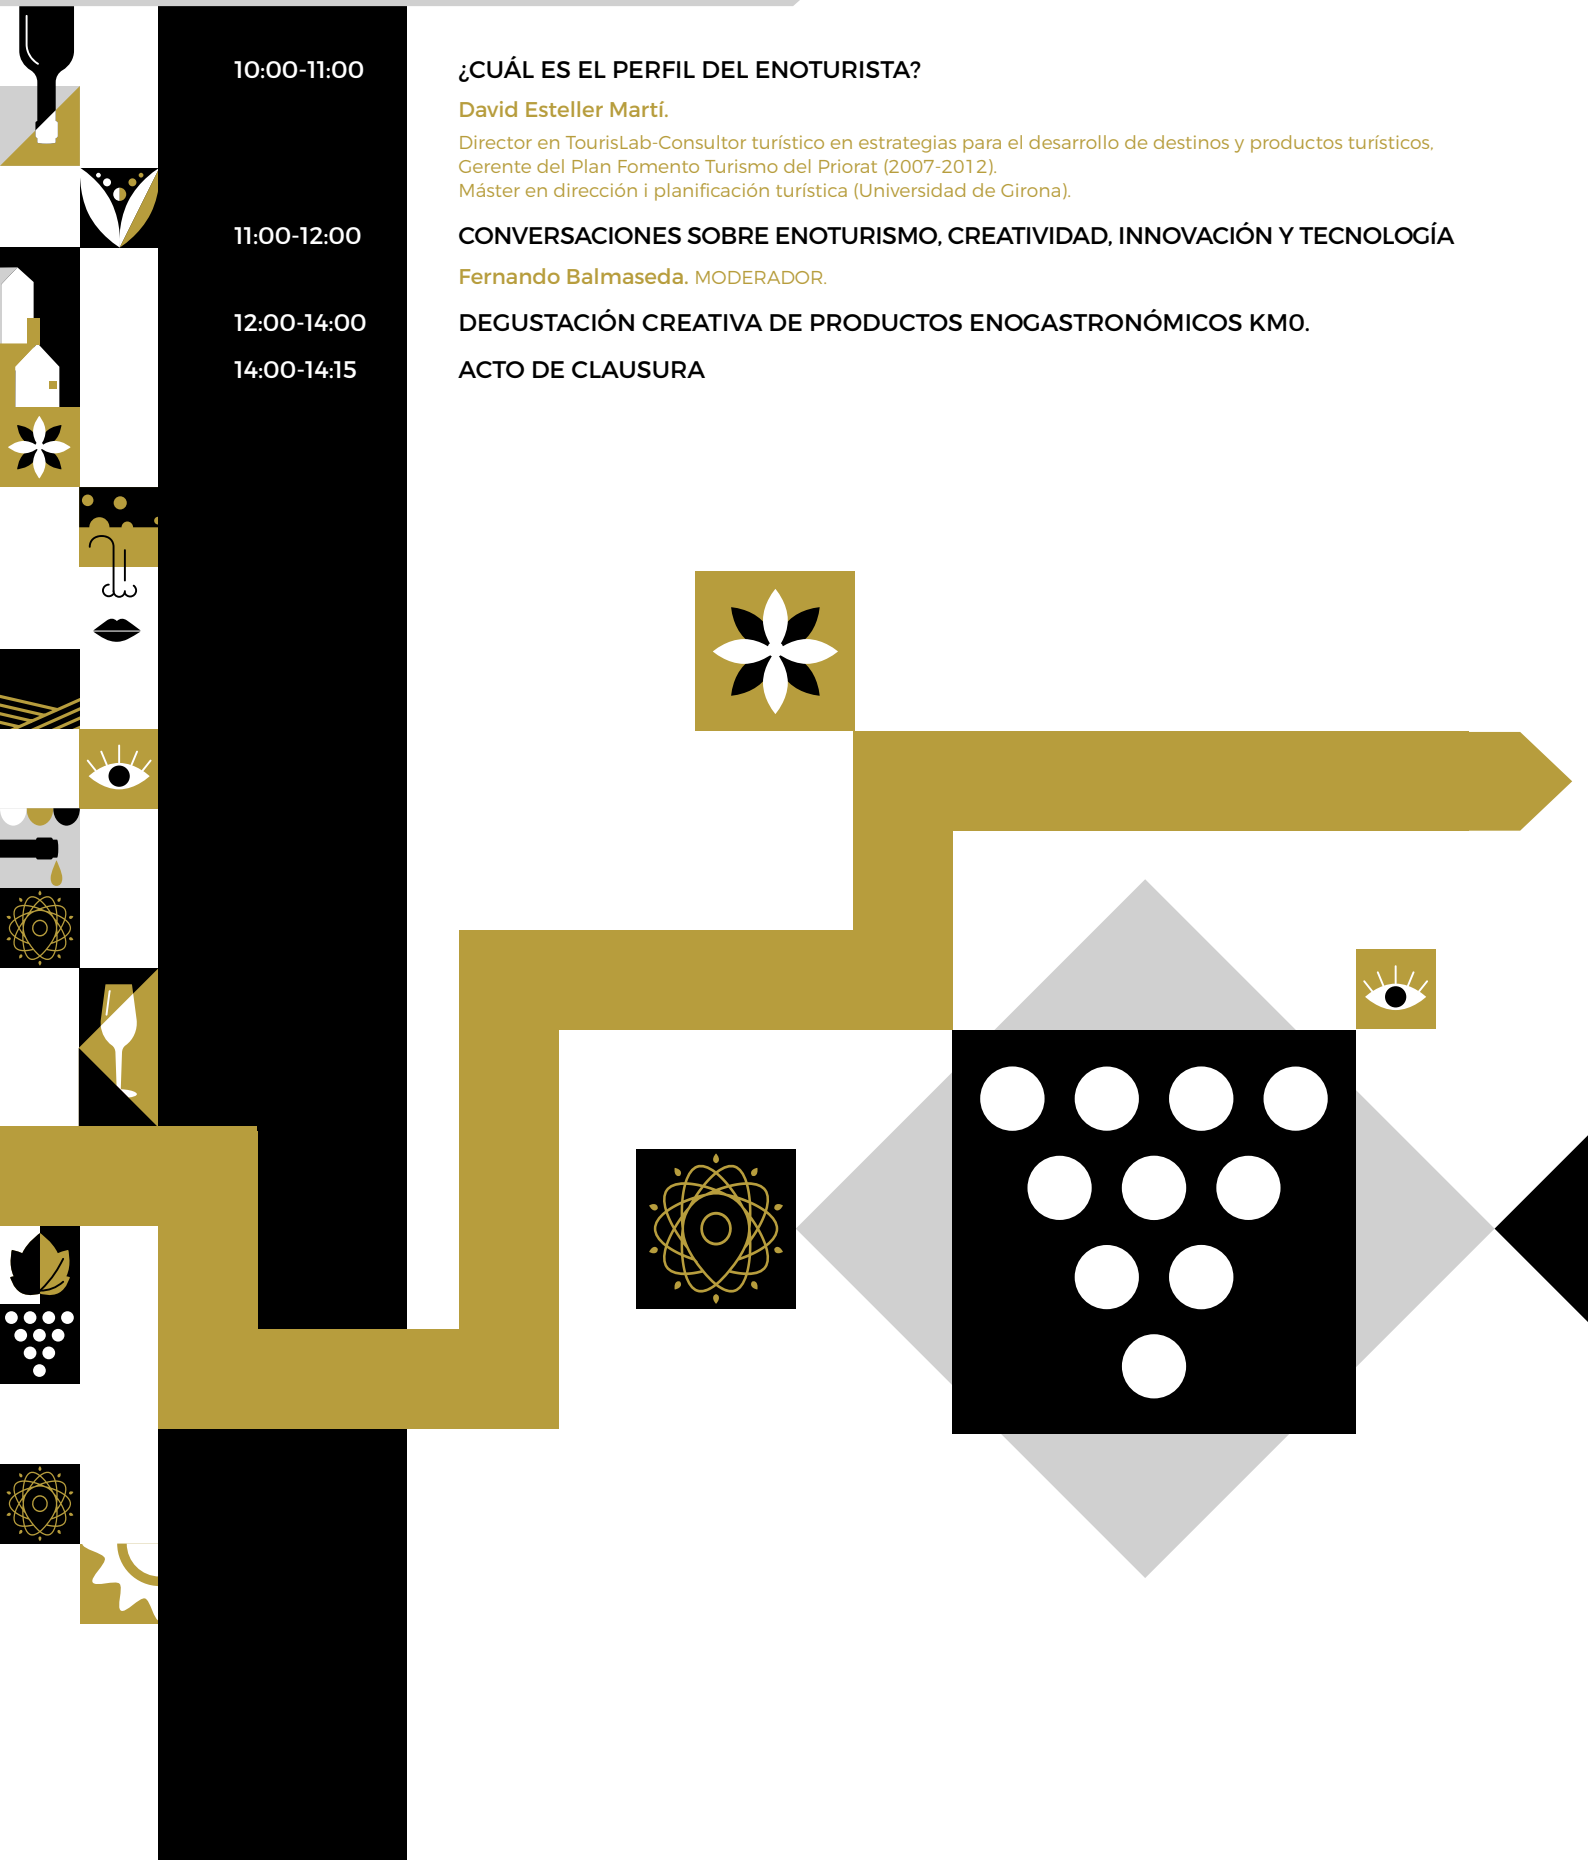 10:00-11:00 ¿CUÁL ES EL PERFIL DEL ENOTURISTA?
David Esteller Martí.
Director en TourisLab-Consultor turístico en estrategias para el desarrollo de destinos y productos turísticos,
Gerente del Plan Fomento Turismo del Priorat (2007-2012).
Máster en dirección i planificación turística (Universidad de Girona).
11:00-12:00 CONVERSACIONES SOBRE ENOTURISMO, CREATIVIDAD, INNOVACIÓN Y TECNOLOGÍA
Fernando Balmaseda. MODERADOR.
12:00-14:00 DEGUSTACIÓN CREATIVA DE PRODUCTOS ENOGASTRONÓMICOS KM0.
14:00-14:15 ACTO DE CLAUSURA